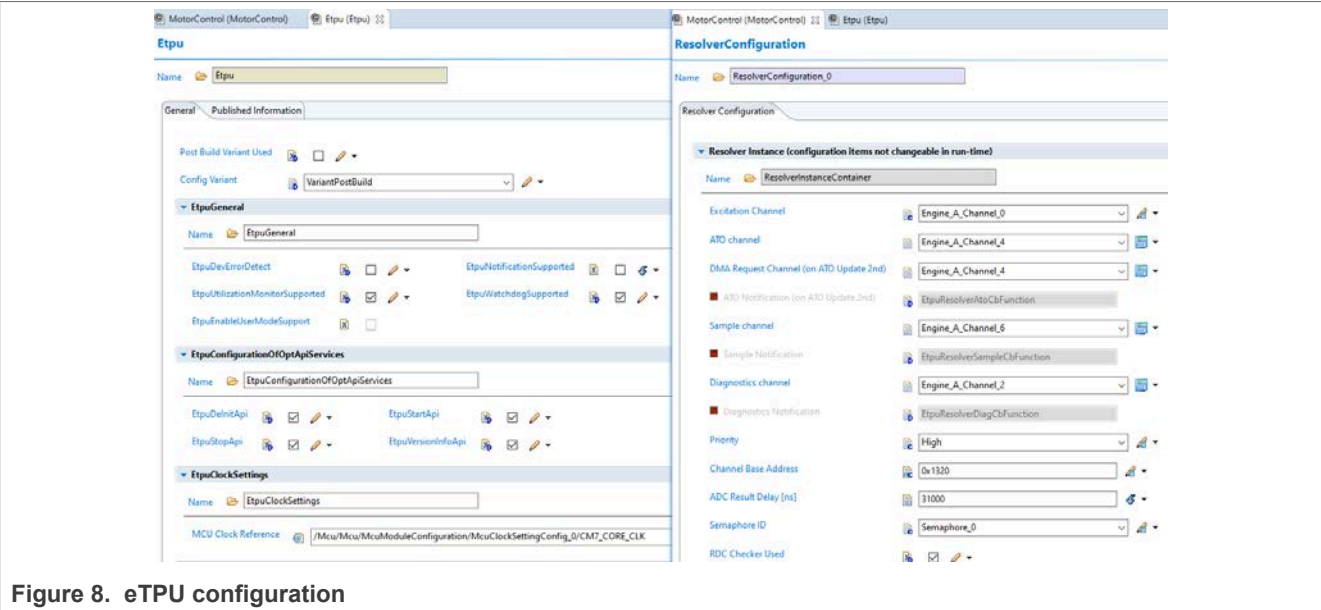 MotorControl (MotorControl) Etpu (Etpu)
Etpu
Name Etpu
General Published Information
Post Build Variant Used
Config Variant VariantPostBuild
EtpuGeneral
Name EtpuGeneral
EtpuDevErrorDetect EtpuNotificationSupported
EtpuUtilizationMonitorSupported EtpuWatchdogSupported
EtpuEnableUserModeSupport
EtpuConfigurationOfOptApiServices
Name EtpuConfigurationOfOptApiServices
EtpuDeInitApi EtpuStartApi
EtpuStopApi EtpuVersionInfoApi
EtpuClockSettings
Name EtpuClockSettings
MCU Clock Reference /Mcu/Mcu/McuModuleConfiguration/McuClockSettingConfig_0/CM7_CORE_CLK
MotorControl (MotorControl) Etpu (Etpu)
ResolverConfiguration
Name ResolverConfiguration_0
Resolver Configuration
Resolver Instance (configuration items not changeable in run-time)
Name ResolverInstanceContainer
Excitation Channel Engine_A_Channel_0
ATO channel Engine_A_Channel_4
DMA Request Channel (on ATO Update 2nd) Engine_A_Channel_4
ATO Notification (on ATO Update 2nd) EtpuResolverAtoCbFunction
Sample channel Engine_A_Channel_6
Sample Notification EtpuResolverSampleCbFunction
Diagnostics channel Engine_A_Channel_2
Diagnostics Notification EtpuResolverDiagCbFunction
Priority High
Channel Base Address 0x1320
ADC Result Delay [ns] 31000
Semaphore ID Semaphore_0
RDC Checker Used
Figure 8. eTPU configuration